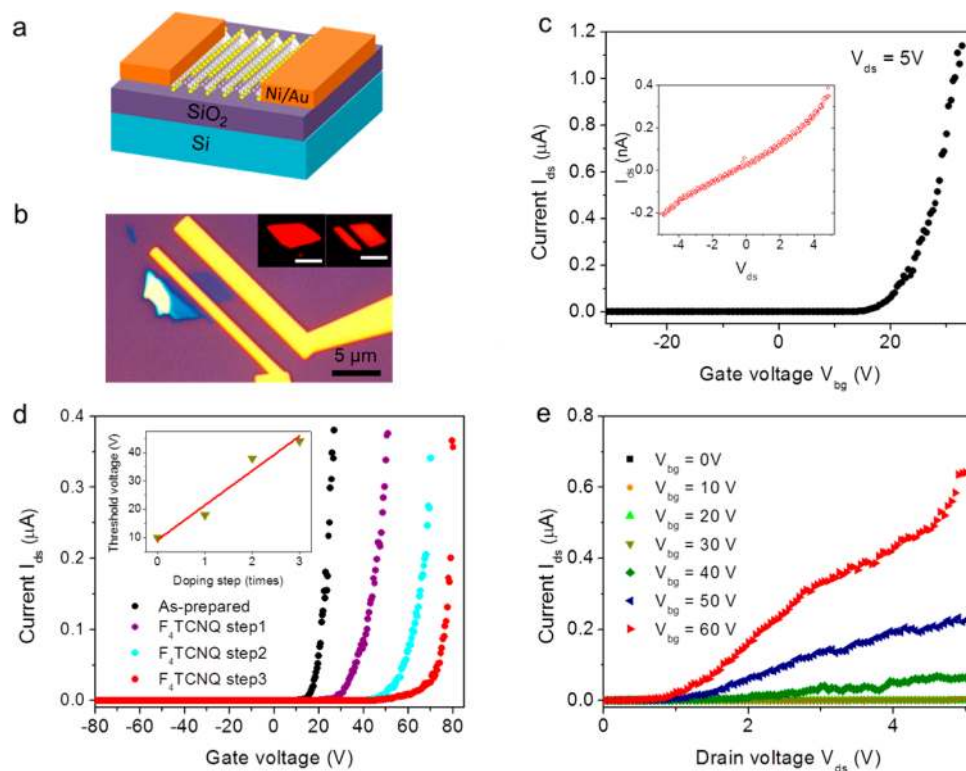 a
Ni/Au
SiO2
Si
b
5 μm
c
Vds = 5V
Current Ids (μA)
1.2
1.0
0.8
0.6
0.4
0.2
0.0
-20
0
20
Gate voltage Vbg (V)
Ids (nA)
0.4
0.2
0.0
-0.2
-4
-2
0
2
4
Vds
d
Current Ids (μA)
0.4
0.3
0.2
0.1
0.0
-80
-60
-40
-20
0
20
40
60
80
Gate voltage (V)
Threshold voltage (V)
40
30
20
10
0
1
2
3
Doping step (times)
As-prepared
F4TCNQ step1
F4TCNQ step2
F4TCNQ step3
e
Current Ids (μA)
0.8
0.6
0.4
0.2
0.0
0
2
4
Drain voltage Vds (V)
Vbg = 0V
Vbg = 10 V
Vbg = 20 V
Vbg = 30 V
Vbg = 40 V
Vbg = 50 V
Vbg = 60 V